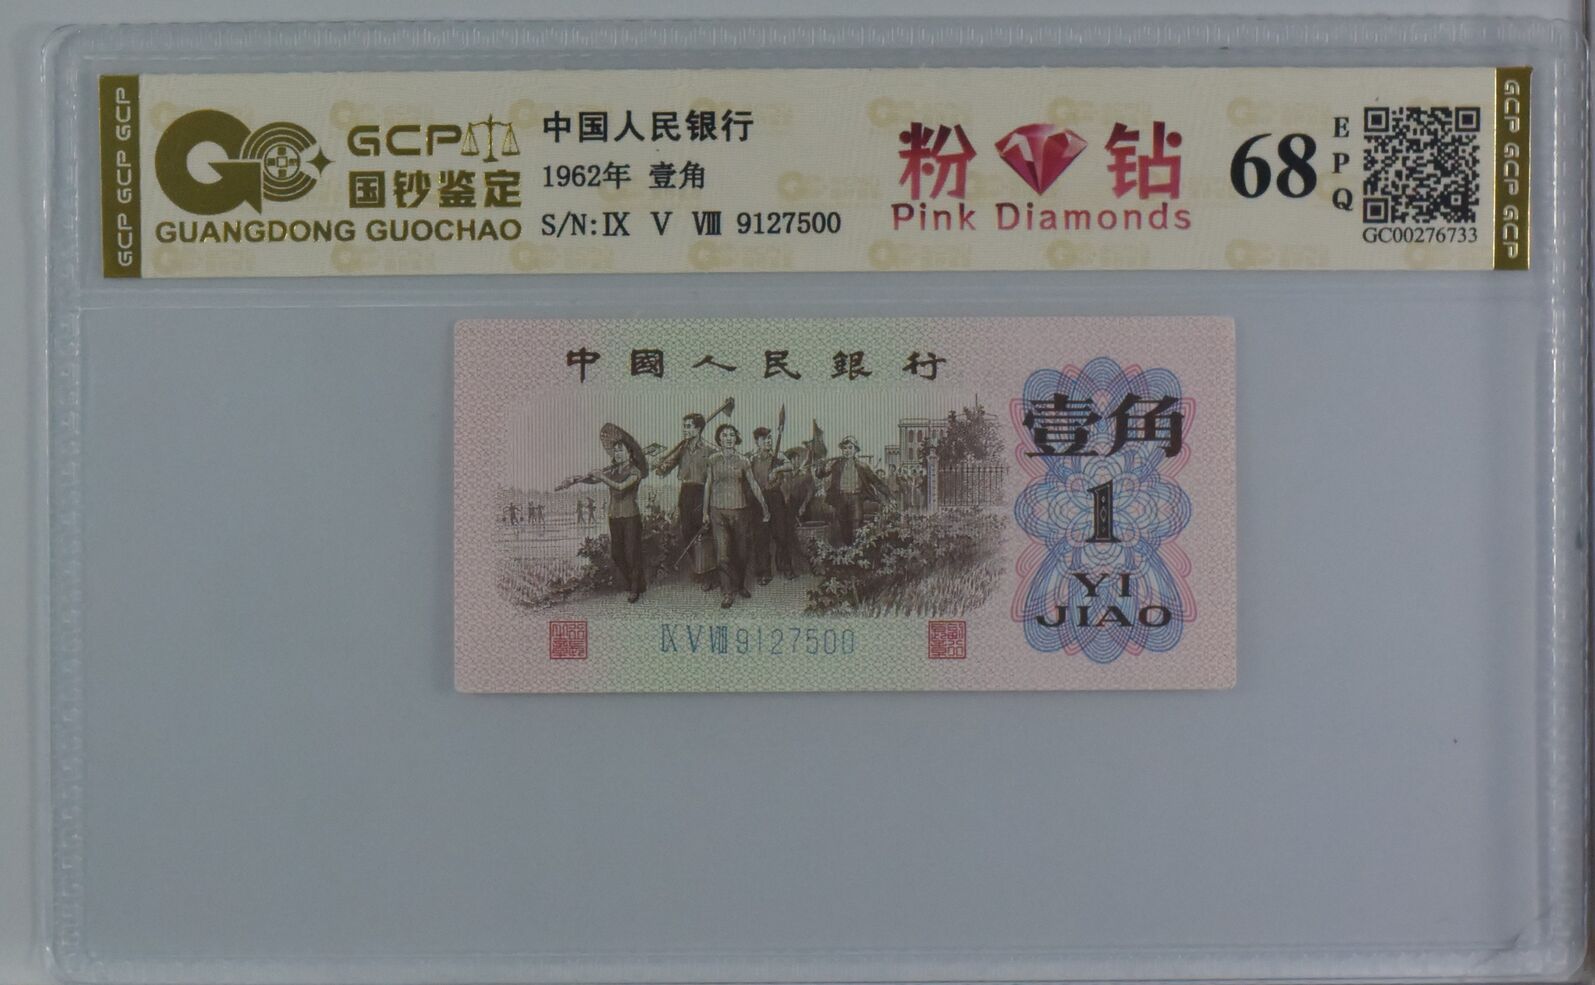 GCP GCP GCP
GCP
国钞鉴定
GUANGDONG GUOCHAO
中国人民银行
1962年 壹角
S/N: Ⅸ Ⅴ Ⅷ 9127500
粉 钻
Pink Diamonds
68
EPQ
GC00276733
GCP GCP GCP
中國人民銀行
壹角
1
YI
JIAO
Ⅸ Ⅴ Ⅷ 9127500